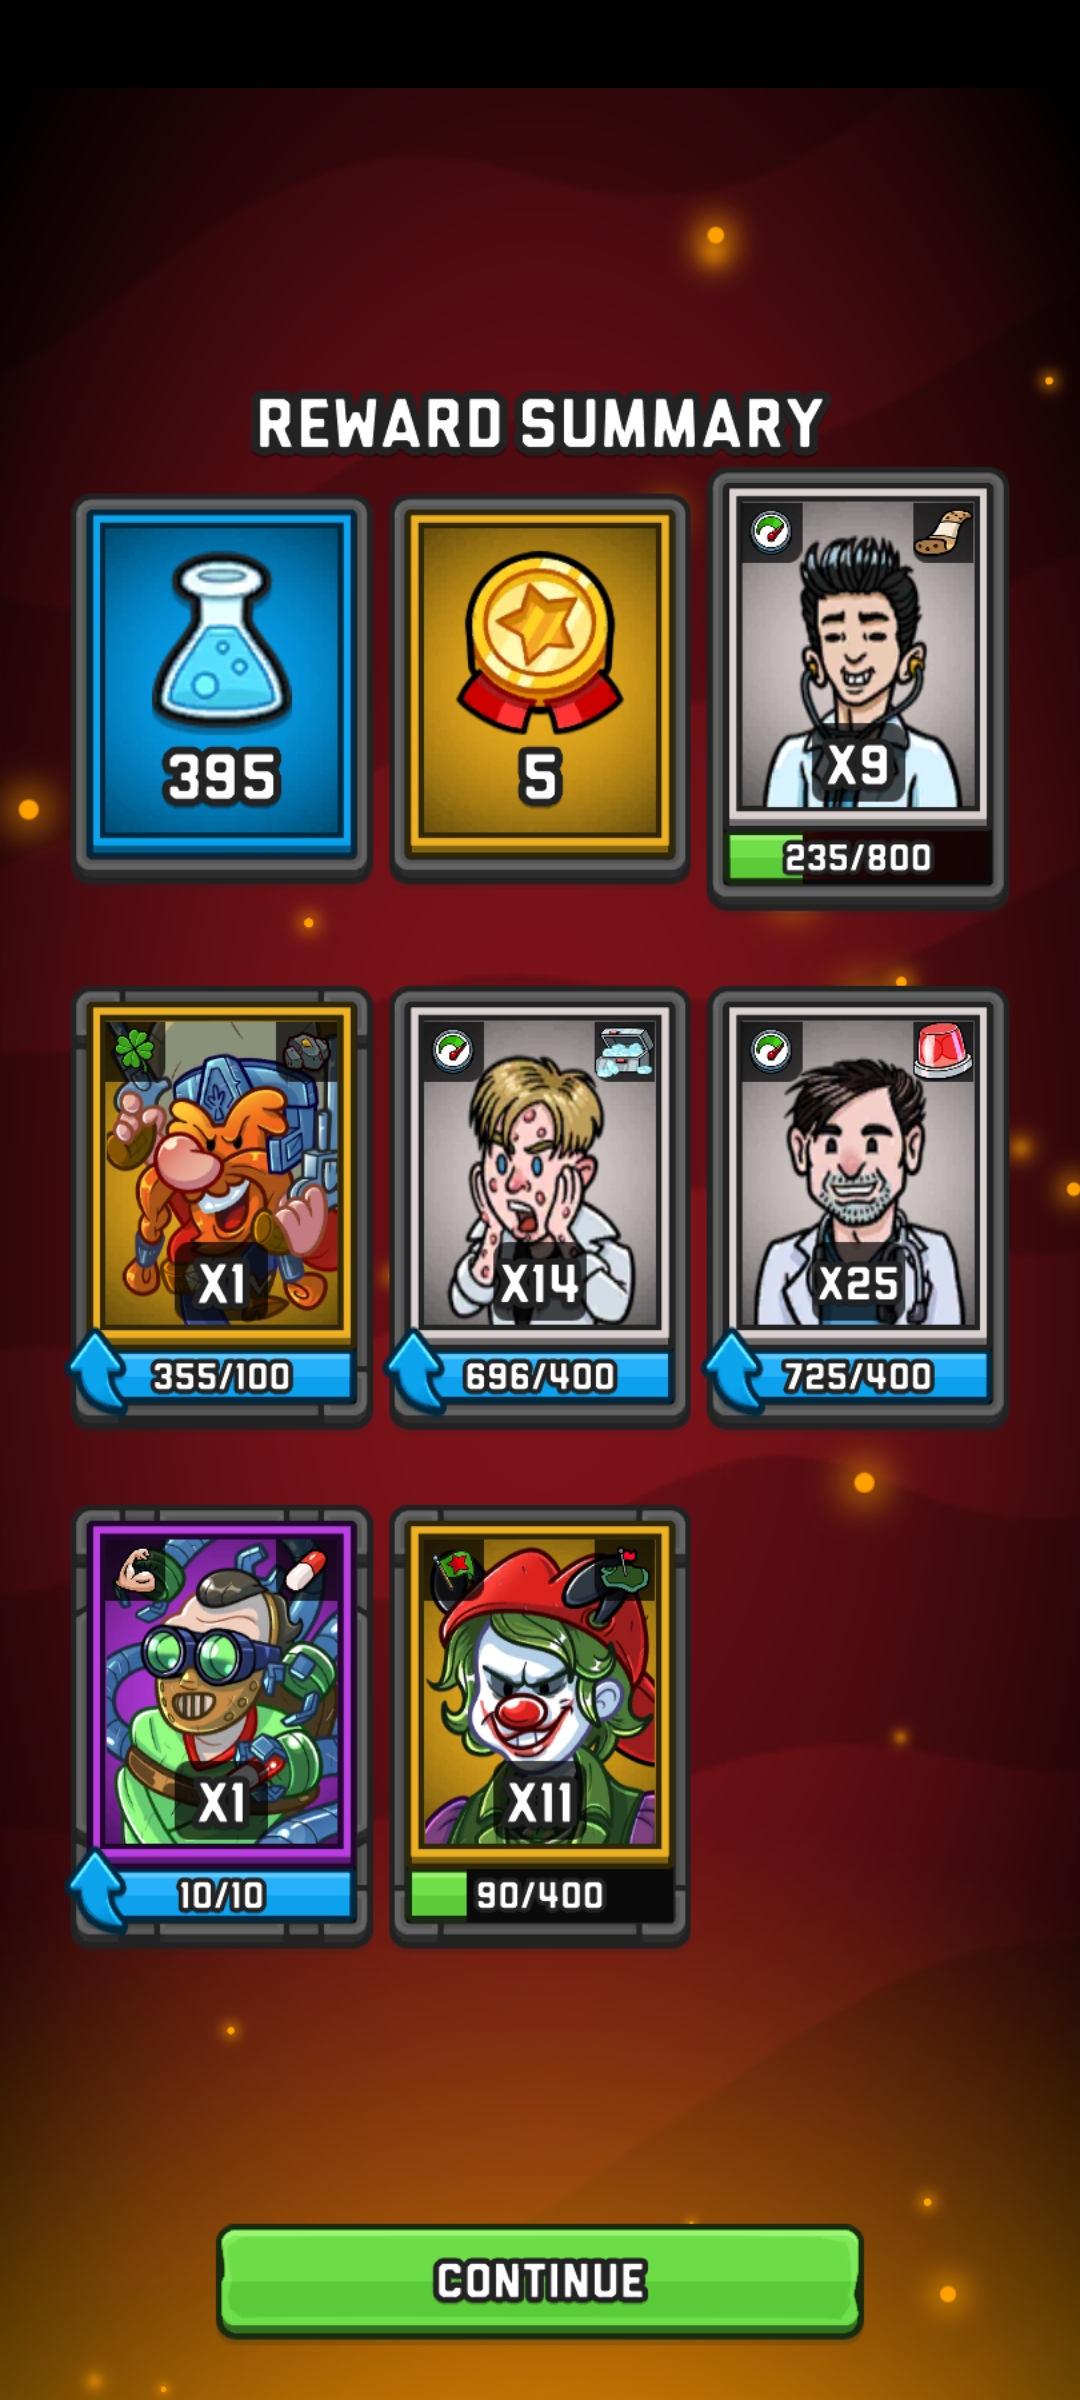 REWARD SUMMARY
395
5
X9
235/800
X1
355/100
X14
696/400
X25
725/400
X1
10/10
X11
90/400
CONTINUE